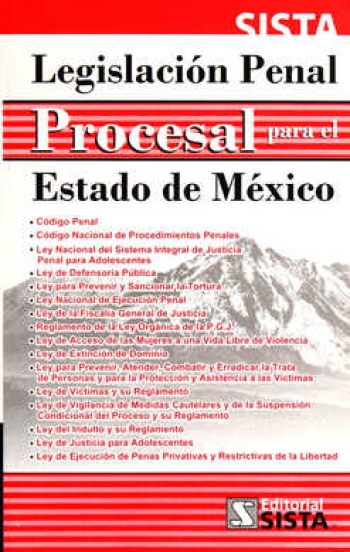 SISTA
Legislación Penal
Procesal para el
Estado de México
• Código Penal
• Código Nacional de Procedimientos Penales
• Ley Nacional del Sistema Integral de Justicia
Penal para Adolescentes
• Ley de Defensoría Pública
• Ley para Prevenir y Sancionar la Tortura
• Ley Nacional de Ejecución Penal
• Ley de la Fiscalía General de Justicia
• Reglamento de la Ley Orgánica de la P.G.J.
• Ley de Acceso de las Mujeres a una Vida Libre de Violencia
• Ley de Extinción de Dominio
• Ley para Prevenir, Atender, Combatir y Erradicar la Trata
de Personas y para la Protección y Asistencia a las Víctimas
• Ley de Víctimas y su Reglamento
• Ley de Vigilancia de Medidas Cautelares y de la Suspensión
Condicional del Proceso y su Reglamento
• Ley del Indulto y su Reglamento
• Ley de Justicia para Adolescentes
• Ley de Ejecución de Penas Privativas y Restrictivas de la Libertad
S Editorial
SISTA